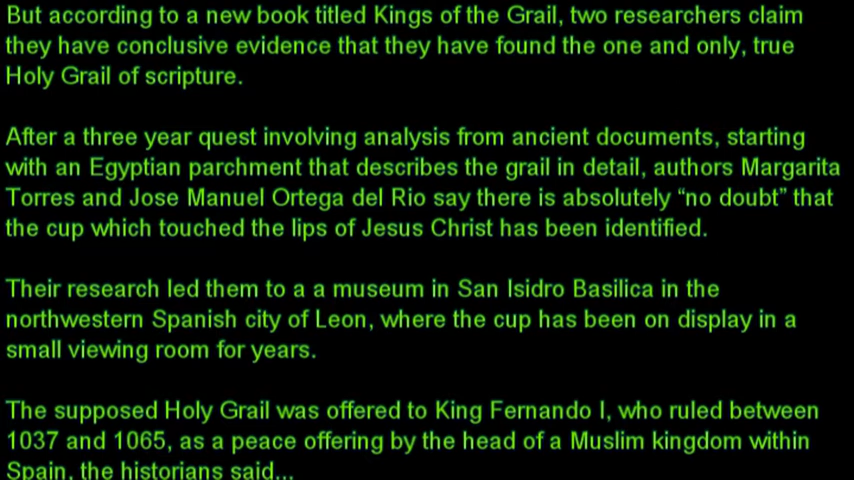 But according to a new book titled Kings of the Grail, two researchers claim
they have conclusive evidence that they have found the one and only, true
Holy Grail of scripture.
After a three year quest involving analysis from ancient documents, starting
with an Egyptian parchment that describes the grail in detail, authors Margarita
Torres and Jose Manuel Ortega del Rio say there is absolutely “no doubt” that
the cup which touched the lips of Jesus Christ has been identified.
Their research led them to a a museum in San Isidro Basilica in the
northwestern Spanish city of Leon, where the cup has been on display in a
small viewing room for years.
The supposed Holy Grail was offered to King Fernando I, who ruled between
1037 and 1065, as a peace offering by the head of a Muslim kingdom within
Spain, the historians said...